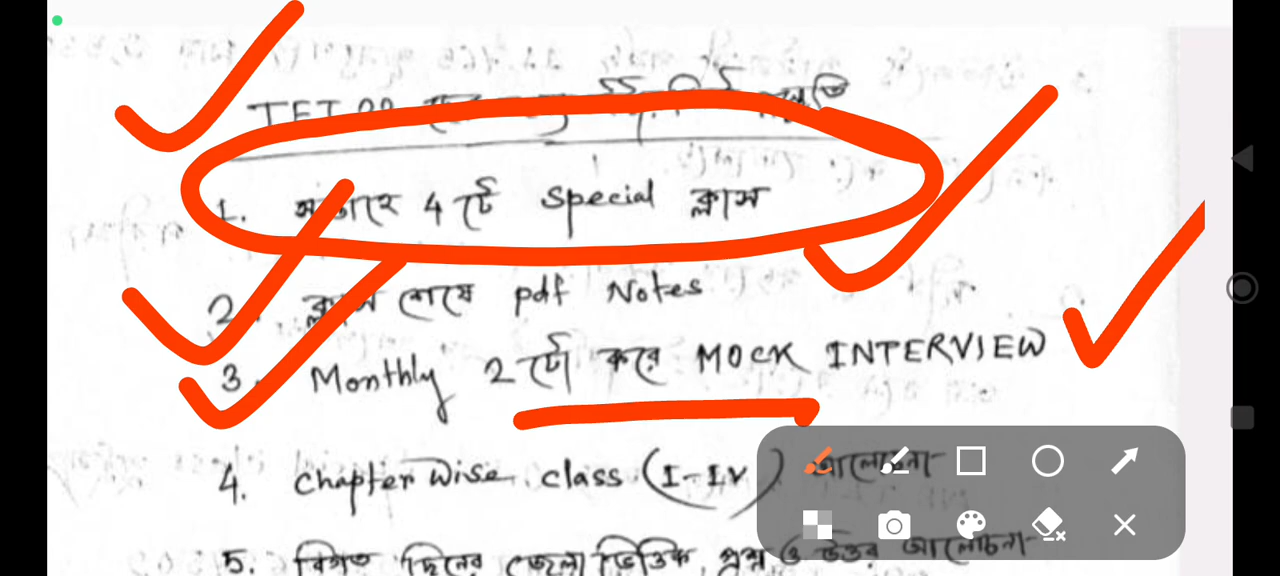 TET
1. সপ্তাহে 4 টে Special ক্লাস
2. ক্লাস শেষে pdf Notes
3. Monthly 2 টো করে MOCK INTERVIEW
4. Chapter Wise class (I-IV) আলোচনা
5. বিগত দিনের জেলা ভিত্তিক প্রশ্ন ও উত্তর আলোচনা